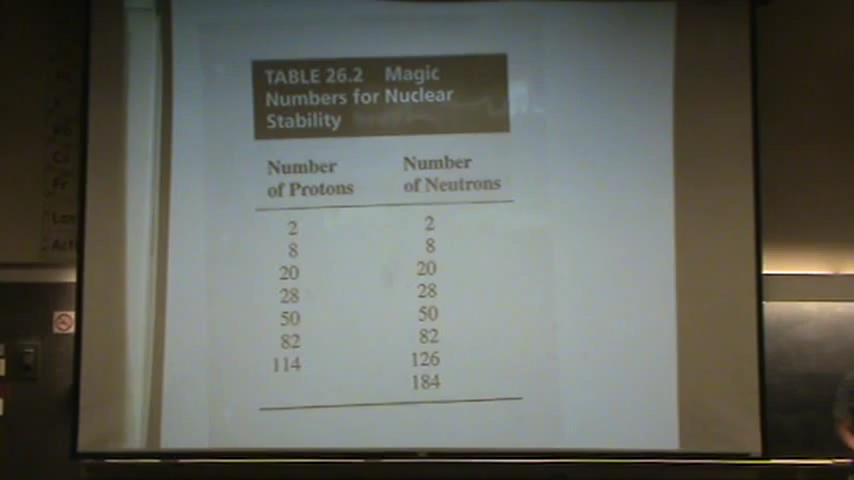 TABLE 26.2 Magic
Numbers for Nuclear
Stability
Number of Protons
Number of Neutrons
2 2
8 8
20 20
28 28
50 50
82 82
114 126
184